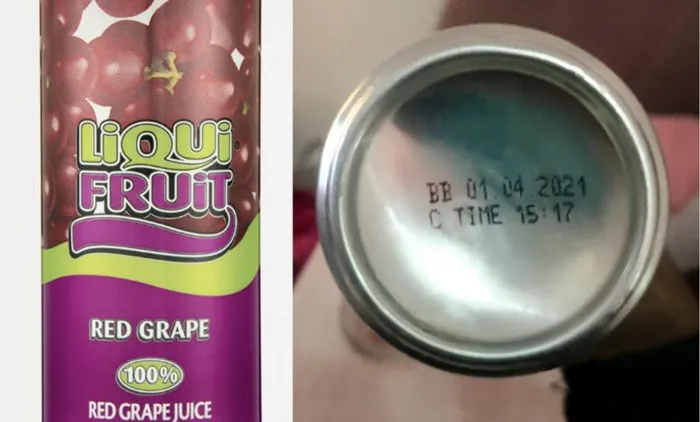 LiQUi
FRUiT
RED GRAPE
100%
RED GRAPE JUICE
BB 01 04 2021
C TIME 15:17